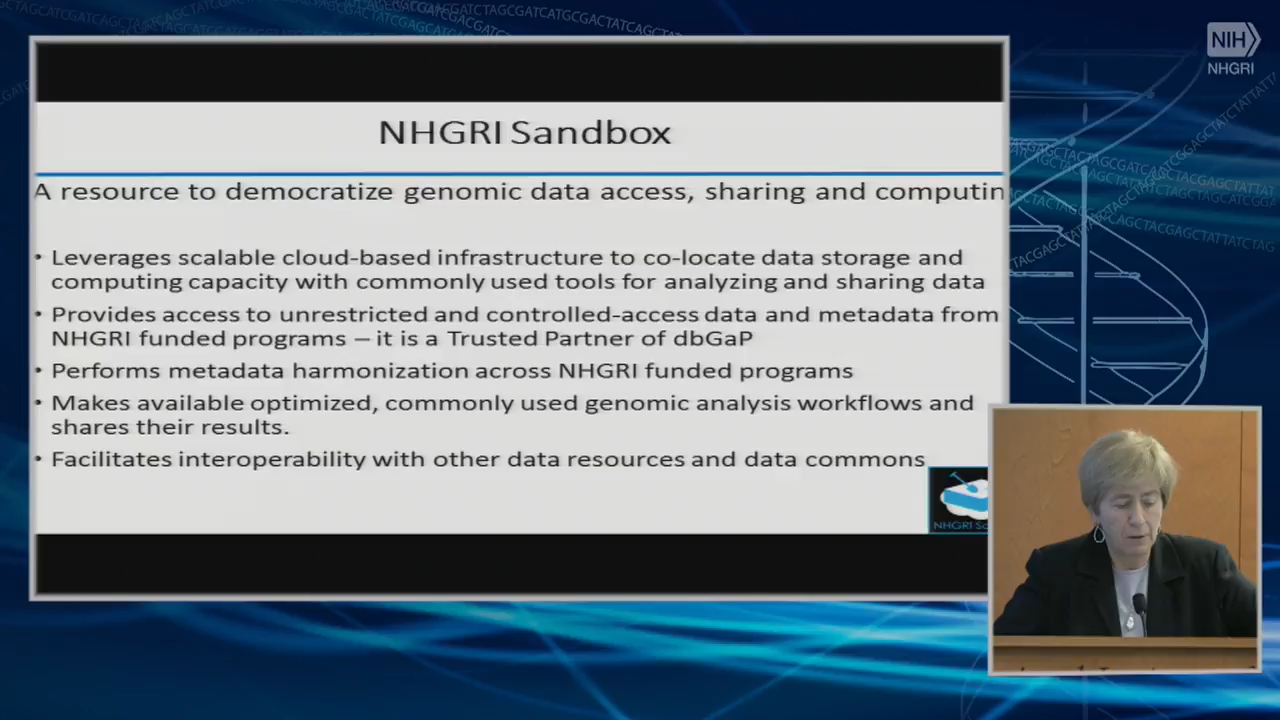 NIH
NHGRI
NHGRI Sandbox
A resource to democratize genomic data access, sharing and computin
• Leverages scalable cloud-based infrastructure to co-locate data storage and
computing capacity with commonly used tools for analyzing and sharing data
• Provides access to unrestricted and controlled-access data and metadata from
NHGRI funded programs – it is a Trusted Partner of dbGaP
• Performs metadata harmonization across NHGRI funded programs
• Makes available optimized, commonly used genomic analysis workflows and
shares their results.
• Facilitates interoperability with other data resources and data commons
NHGRI